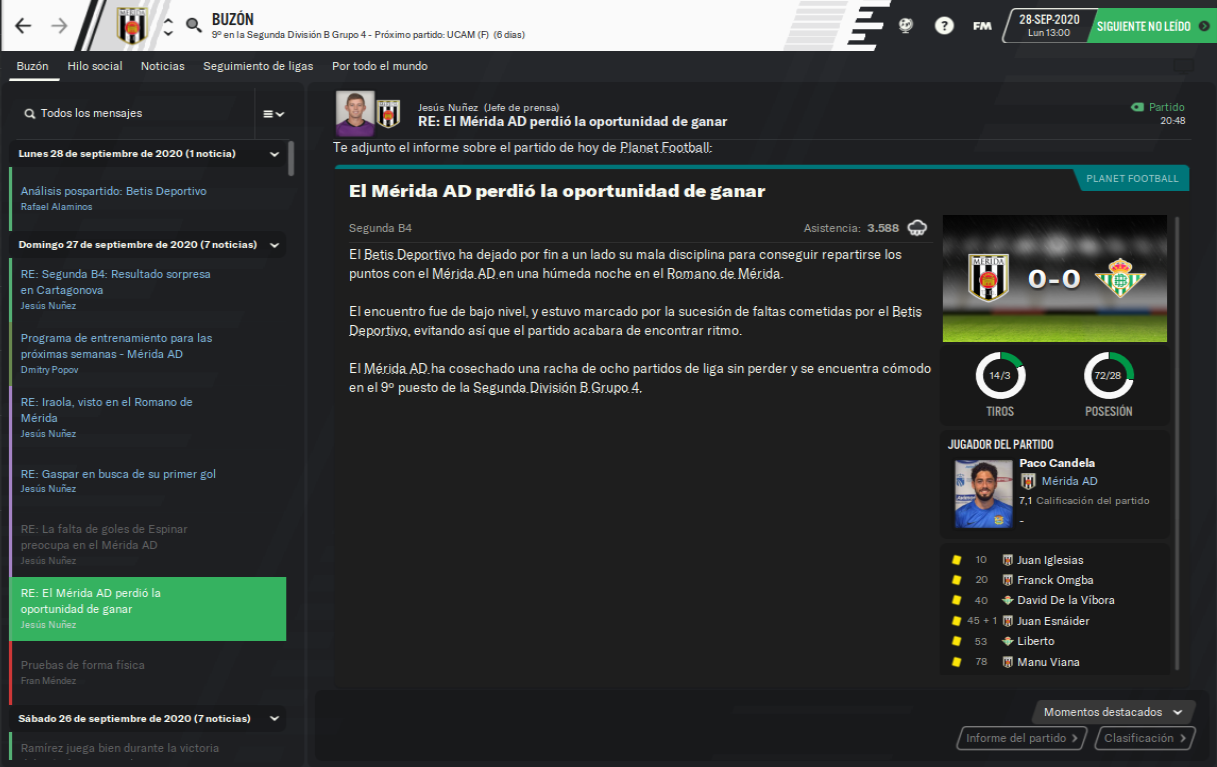 BUZÓN
9º en la Segunda División B Grupo 4 - Próximo partido: UCAM (F) (6 días)
FM
28-SEP-2020
Lun 13:00
SIGUIENTE NO LEÍDO
Buzón
Hilo social
Noticias
Seguimiento de ligas
Por todo el mundo
Todos los mensajes
Lunes 28 de septiembre de 2020 (1 noticia)
Análisis pospartido: Betis Deportivo
Rafael Alaminos
Domingo 27 de septiembre de 2020 (7 noticias)
RE: Segunda B4: Resultado sorpresa
en Cartagonova
Jesús Nuñez
Programa de entrenamiento para las
próximas semanas - Mérida AD
Dmitry Popov
RE: Iraola, visto en el Romano de
Mérida
Jesús Nuñez
RE: Gaspar en busca de su primer gol
Jesús Nuñez
RE: La falta de goles de Espinar
preocupa en el Mérida AD
Jesús Nuñez
RE: El Mérida AD perdió la
oportunidad de ganar
Jesús Nuñez
Pruebas de forma física
Fran Méndez
Sábado 26 de septiembre de 2020 (7 noticias)
Ramírez juega bien durante la victoria
Jesús Nuñez (Jefe de prensa)
RE: El Mérida AD perdió la oportunidad de ganar
Partido
20:48
Te adjunto el informe sobre el partido de hoy de Planet Football:
PLANET FOOTBALL
El Mérida AD perdió la oportunidad de ganar
Segunda B4
Asistencia: 3.588
El Betis Deportivo ha dejado por fin a un lado su mala disciplina para conseguir repartirse los
puntos con el Mérida AD en una húmeda noche en el Romano de Mérida.
El encuentro fue de bajo nivel, y estuvo marcado por la sucesión de faltas cometidas por el Betis
Deportivo, evitando así que el partido acabara de encontrar ritmo.
El Mérida AD ha cosechado una racha de ocho partidos de liga sin perder y se encuentra cómodo
en el 9º puesto de la Segunda División B Grupo 4.
MÉRIDA
0-0
14/3
TIROS
72/28
POSESIÓN
JUGADOR DEL PARTIDO
Paco Candela
Mérida AD
7,1 Calificación del partido
-
10 Juan Iglesias
20 Franck Omgba
40 David De la Víbora
45 + 1 Juan Esnáider
53 Liberto
78 Manu Viana
Momentos destacados
Informe del partido
Clasificación